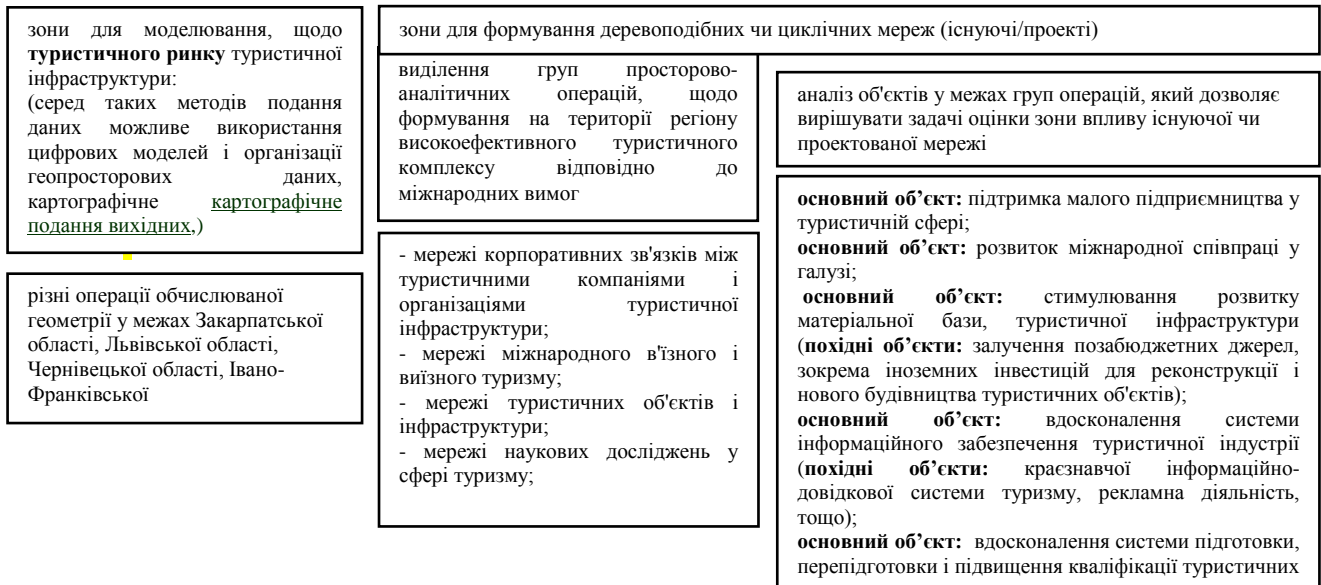 зони для моделювання, щодо
туристичного ринку туристичної
інфраструктури:
(серед таких методів подання
даних можливе використання
цифрових моделей і організації
геопросторових даних,
картографічне картографічне
подання вихідних,)
різні операції обчислюваної
геометрії у межах Закарпатської
області, Львівської області,
Чернівецької області, Івано-
Франківської
зони для формування деревоподібних чи циклічних мереж (існуючі/проекті)
виділення груп просторово-
аналітичних операцій, щодо
формування на території регіону
високоефективного туристичного
комплексу відповідно до
міжнародних вимог
- мережі корпоративних зв'язків між
туристичними компаніями і
організаціями туристичної
інфраструктури;
- мережі міжнародного в'їзного і
виїзного туризму;
- мережі туристичних об'єктів і
інфраструктури;
- мережі наукових досліджень у
сфері туризму;
аналіз об'єктів у межах груп операцій, який дозволяє
вирішувати задачі оцінки зони впливу існуючої чи
проектованої мережі
основний об’єкт: підтримка малого підприємництва у
туристичній сфері;
основний об’єкт: розвиток міжнародної співпраці у
галузі;
основний об’єкт: стимулювання розвитку
матеріальної бази, туристичної інфраструктури
(похідні об’єкти: залучення позабюджетних джерел,
зокрема іноземних інвестицій для реконструкції і
нового будівництва туристичних об'єктів);
основний об’єкт: вдосконалення системи
інформаційного забезпечення туристичної індустрії
(похідні об’єкти: краєзнавчої інформаційно-
довідкової системи туризму, рекламна діяльність,
тощо);
основний об’єкт: вдосконалення системи підготовки,
перепідготовки і підвищення кваліфікації туристичних